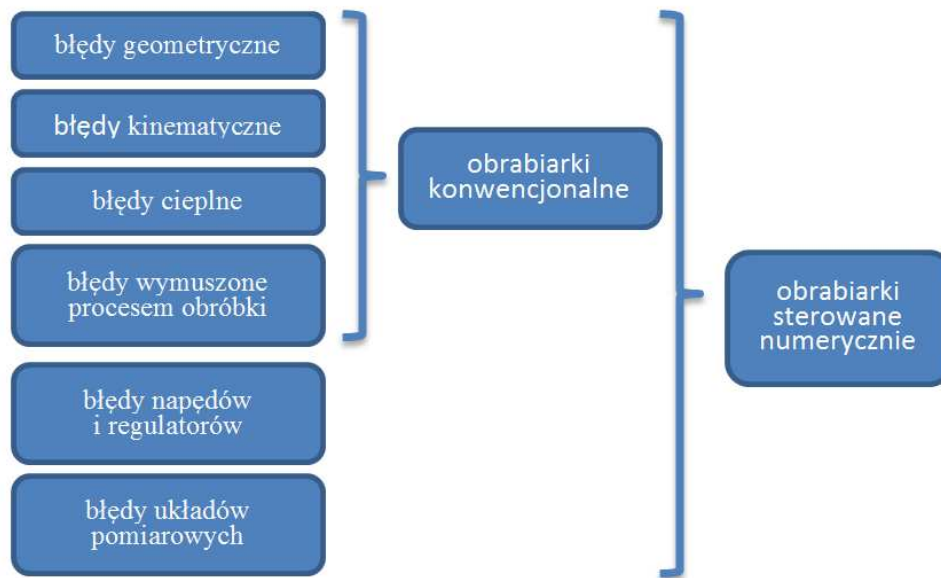 błędy geometryczne
błędy kinematyczne
błędy cieplne
błędy wymuszone
procesem obróbki
błędy napędów
i regulatorów
błędy układów
pomiarowych
obrabiarki
konwencjonalne
obrabiarki
sterowane
numerycznie